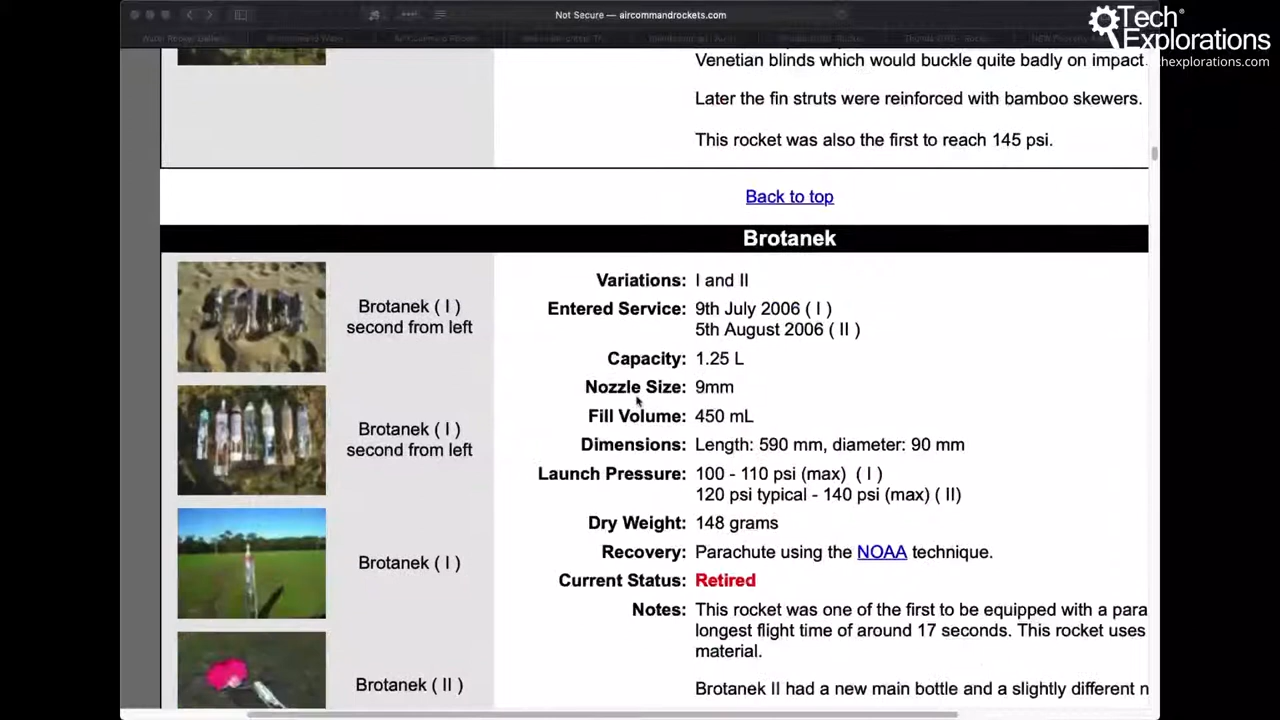 Not Secure — aircommandrockets.com
Tech
Explorations
hexplorations.com
Venetian blinds which would buckle quite badly on impact.
Later the fin struts were reinforced with bamboo skewers.
This rocket was also the first to reach 145 psi.
Back to top
Brotanek
Brotanek ( I )
second from left
Brotanek ( I )
second from left
Brotanek ( I )
Brotanek ( II )
Variations: I and II
Entered Service: 9th July 2006 ( I )
5th August 2006 ( II )
Capacity: 1.25 L
Nozzle Size: 9mm
Fill Volume: 450 mL
Dimensions: Length: 590 mm, diameter: 90 mm
Launch Pressure: 100 - 110 psi (max) ( I )
120 psi typical - 140 psi (max) ( II)
Dry Weight: 148 grams
Recovery: Parachute using the NOAA technique.
Current Status: Retired
Notes: This rocket was one of the first to be equipped with a para
longest flight time of around 17 seconds. This rocket uses
material.
Brotanek II had a new main bottle and a slightly different n